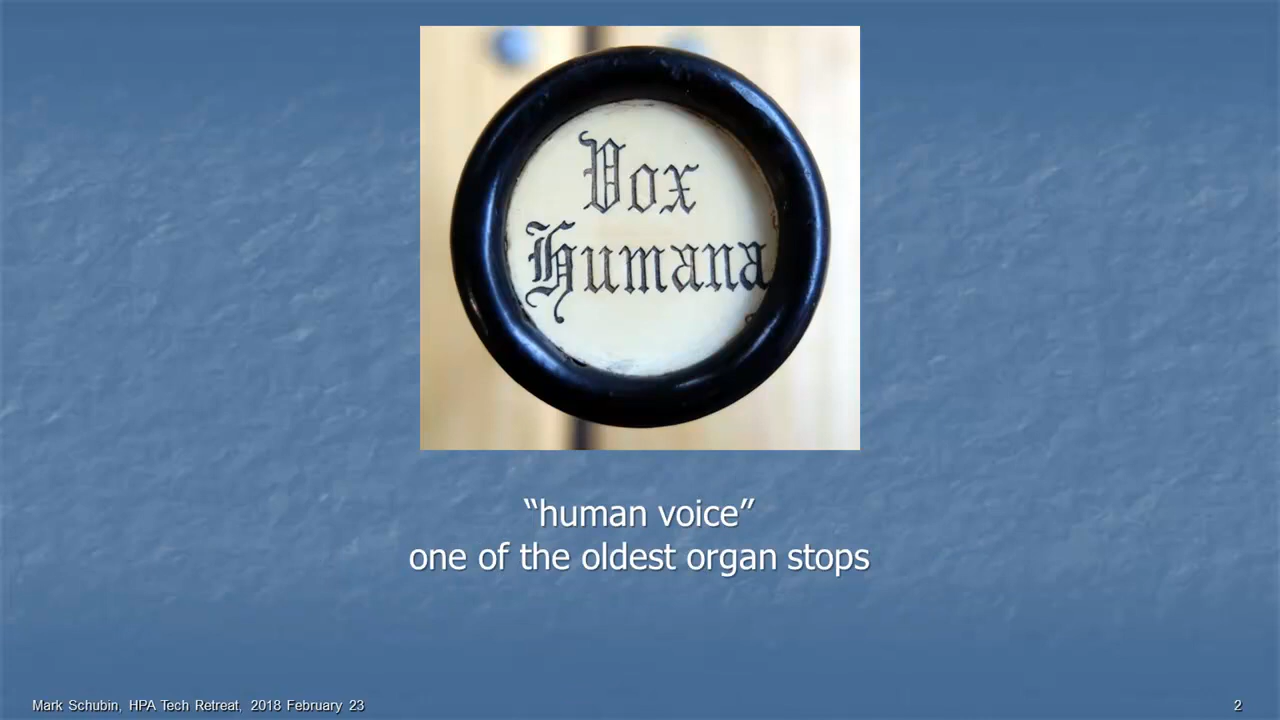 Vox
Humana
“human voice”
one of the oldest organ stops
Mark Schubin, HPA Tech Retreat, 2018 February 23
2